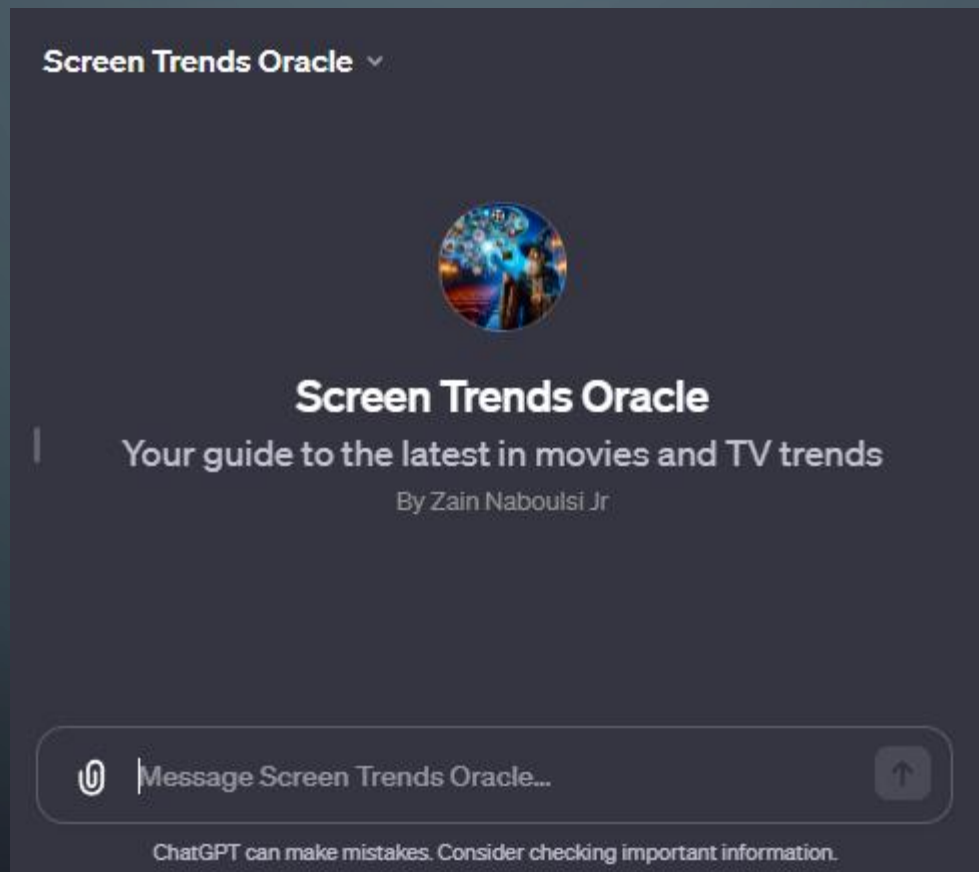 Screen Trends Oracle
Screen Trends Oracle
Your guide to the latest in movies and TV trends
By Zain Naboulsi Jr
Message Screen Trends Oracle...
ChatGPT can make mistakes. Consider checking important information.